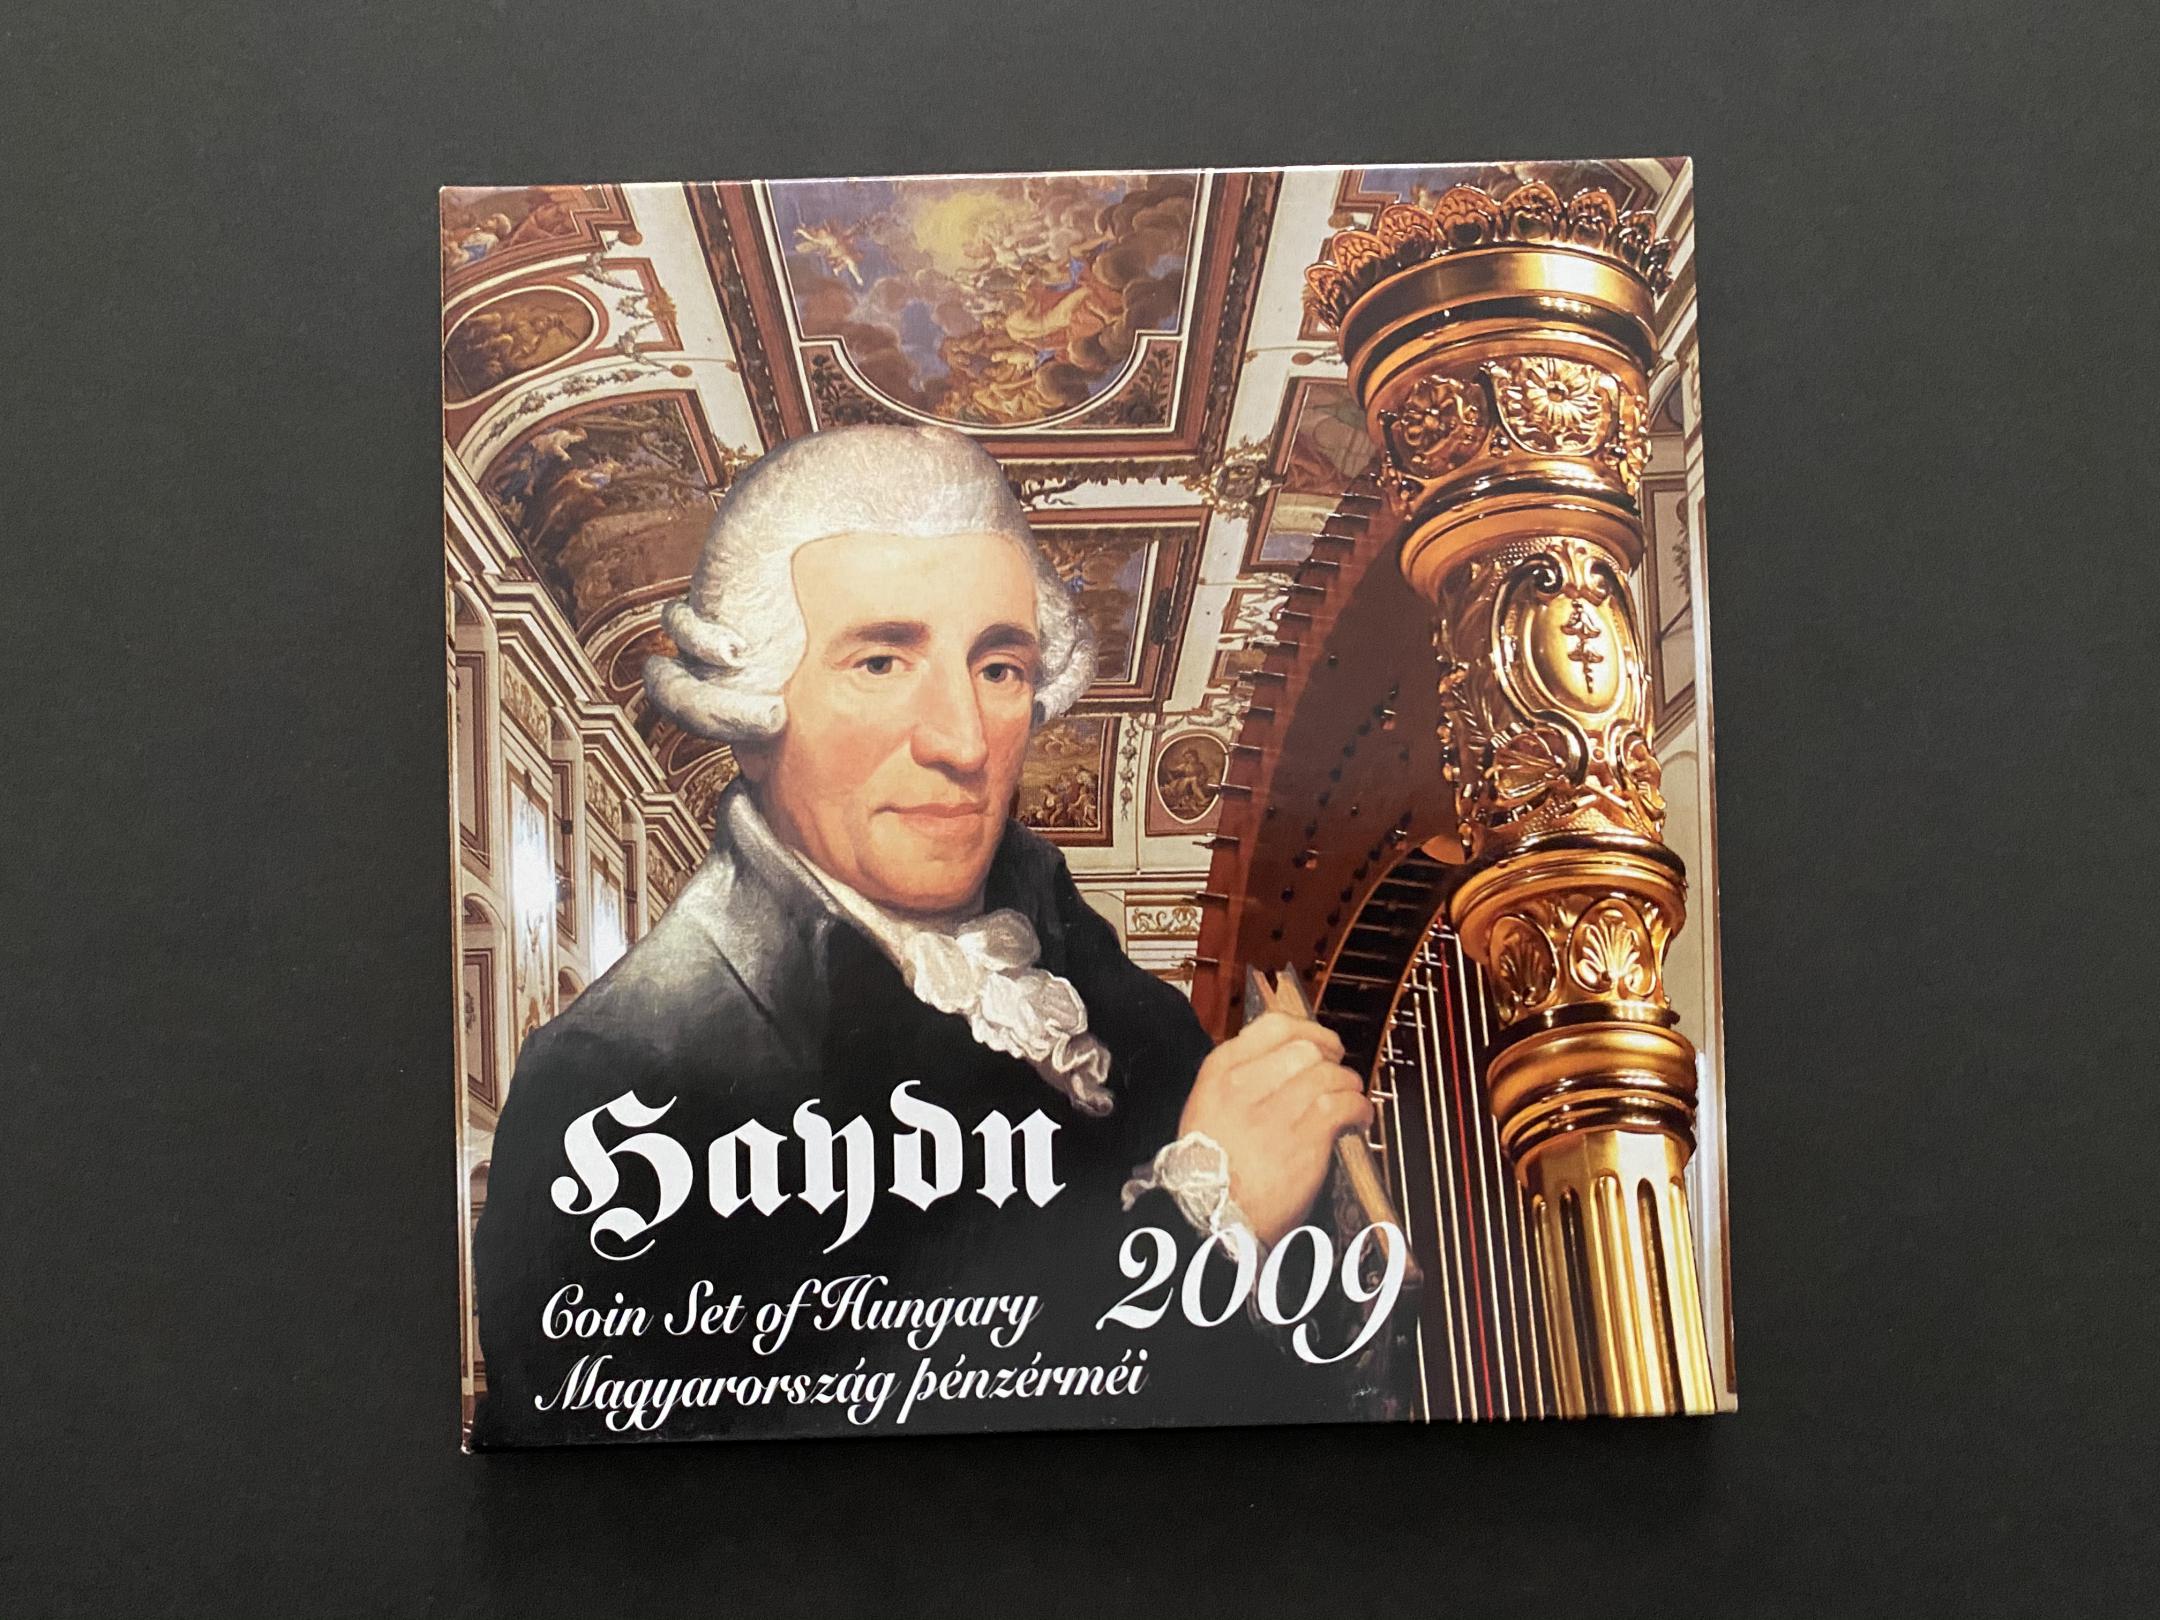 Haydn
2009
Coin Set of Hungary
Magyarország pénzérméi